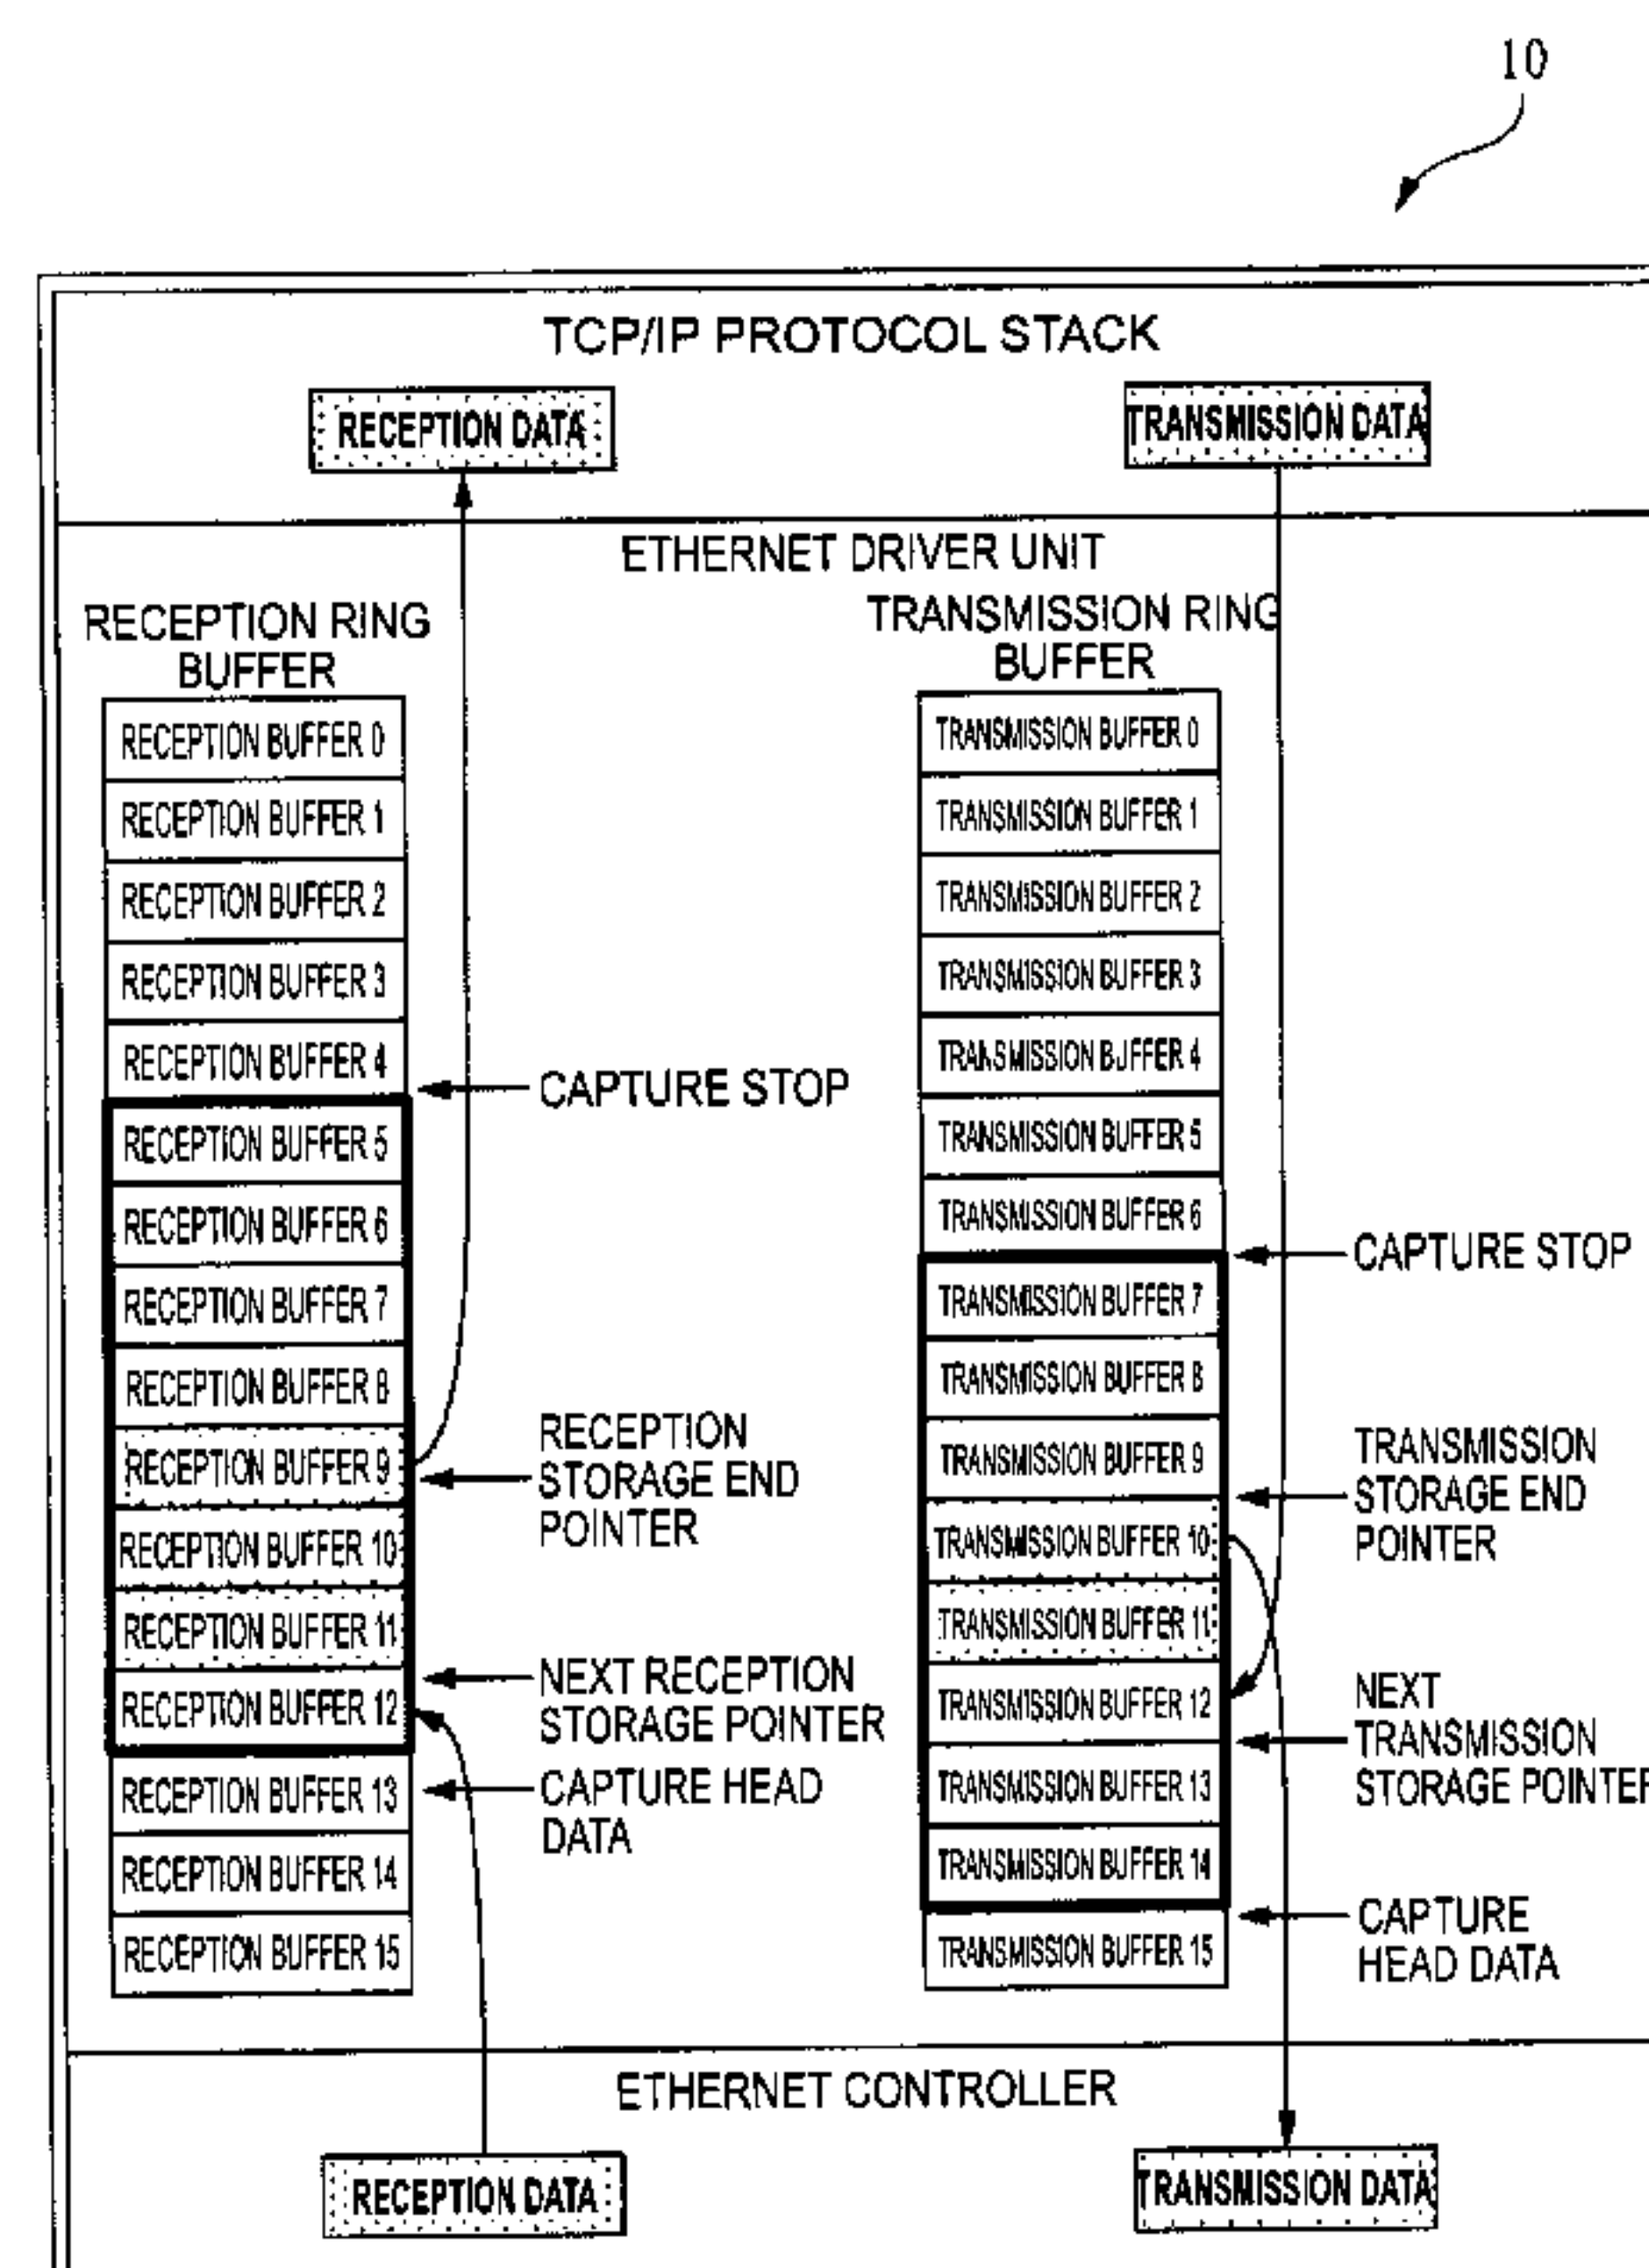 10
TCP/IP PROTOCOL STACK
RECEPTION DATA
TRANSMISSION DATA
ETHERNET DRIVER UNIT
RECEPTION RING
BUFFER
RECEPTION BUFFER 0
RECEPTION BUFFER 1
RECEPTION BUFFER 2
RECEPTION BUFFER 3
RECEPTION BUFFER 4
RECEPTION BUFFER 5
RECEPTION BUFFER 6
RECEPTION BUFFER 7
RECEPTION BUFFER 8
RECEPTION BUFFER 9
RECEPTION BUFFER 10
RECEPTION BUFFER 11
RECEPTION BUFFER 12
RECEPTION BUFFER 13
RECEPTION BUFFER 14
RECEPTION BUFFER 15
CAPTURE STOP
RECEPTION
STORAGE END
POINTER
NEXT RECEPTION
STORAGE POINTER
CAPTURE HEAD
DATA
TRANSMISSION RING
BUFFER
TRANSMISSION BUFFER 0
TRANSMISSION BUFFER 1
TRANSMISSION BUFFER 2
TRANSMISSION BUFFER 3
TRANSMISSION BUFFER 4
TRANSMISSION BUFFER 5
TRANSMISSION BUFFER 6
TRANSMISSION BUFFER 7
TRANSMISSION BUFFER 8
TRANSMISSION BUFFER 9
TRANSMISSION BUFFER 10
TRANSMISSION BUFFER 11
TRANSMISSION BUFFER 12
TRANSMISSION BUFFER 13
TRANSMISSION BUFFER 14
TRANSMISSION BUFFER 15
CAPTURE STOP
TRANSMISSION
STORAGE END
POINTER
NEXT
TRANSMISSION
STORAGE POINTER
CAPTURE
HEAD DATA
ETHERNET CONTROLLER
RECEPTION DATA
TRANSMISSION DATA